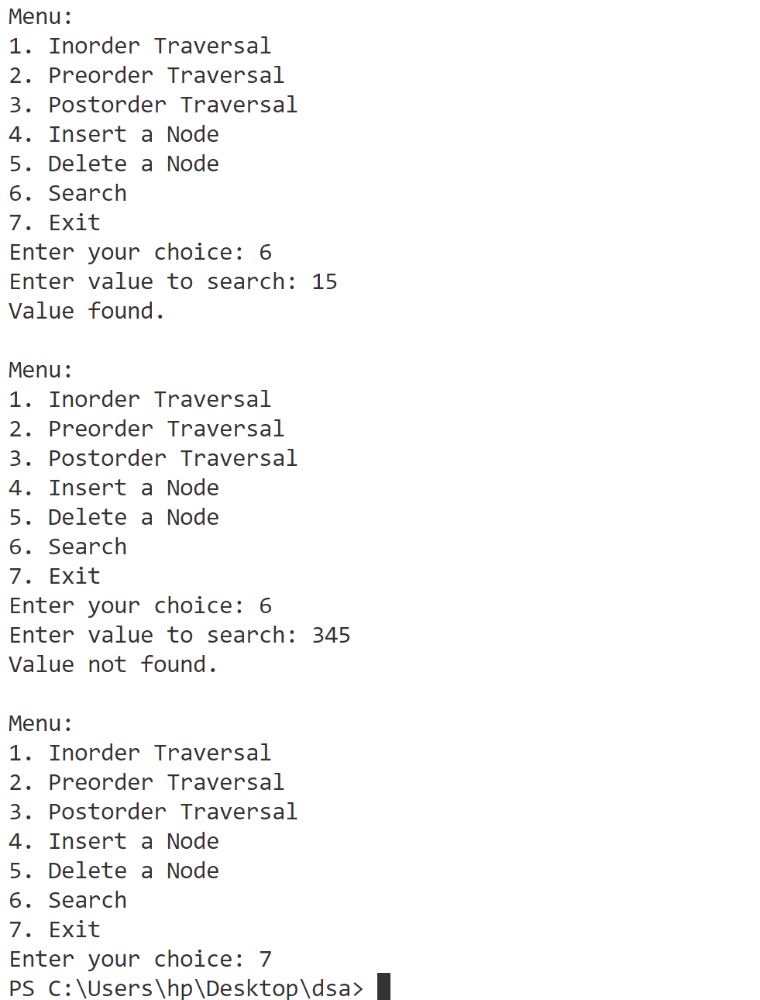 Menu:
1. Inorder Traversal
2. Preorder Traversal
3. Postorder Traversal
4. Insert a Node
5. Delete a Node
6. Search
7. Exit
Enter your choice: 6
Enter value to search: 15
Value found.

Menu:
1. Inorder Traversal
2. Preorder Traversal
3. Postorder Traversal
4. Insert a Node
5. Delete a Node
6. Search
7. Exit
Enter your choice: 6
Enter value to search: 345
Value not found.

Menu:
1. Inorder Traversal
2. Preorder Traversal
3. Postorder Traversal
4. Insert a Node
5. Delete a Node
6. Search
7. Exit
Enter your choice: 7
PS C:\Users\hp\Desktop\dsa>